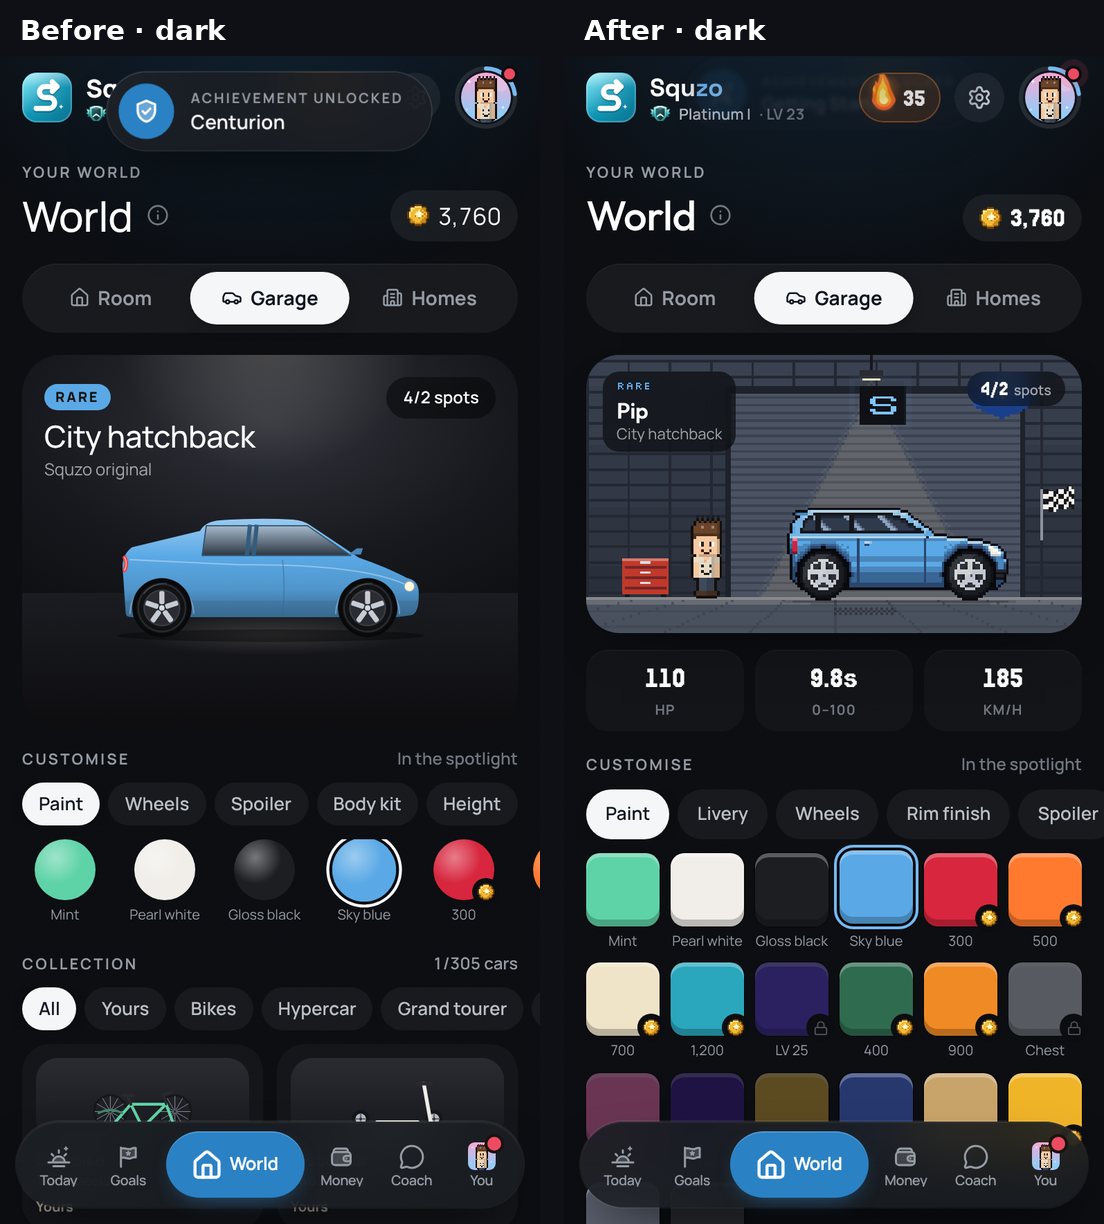 Before · dark
Sq
ACHIEVEMENT UNLOCKED
Centurion
YOUR WORLD
World
3,760
Room
Garage
Homes
RARE
4/2 spots
City hatchback
Squzo original
CUSTOMISE
In the spotlight
Paint
Wheels
Spoiler
Body kit
Height
Mint
Pearl white
Gloss black
Sky blue
300
COLLECTION
1/305 cars
All
Yours
Bikes
Hypercar
Grand tourer
Today
Goals
World
Money
Coach
You
Yours
Yours
After · dark
Squzo
Platinum I · LV 23
35
YOUR WORLD
World
3,760
Room
Garage
Homes
RARE
Pip
City hatchback
4/2 spots
110
HP
9.8s
0–100
185
KM/H
CUSTOMISE
In the spotlight
Paint
Livery
Wheels
Rim finish
Spoiler
Mint
Pearl white
Gloss black
Sky blue
300
500
700
1,200
LV 25
400
900
Chest
Today
Goals
World
Money
Coach
You